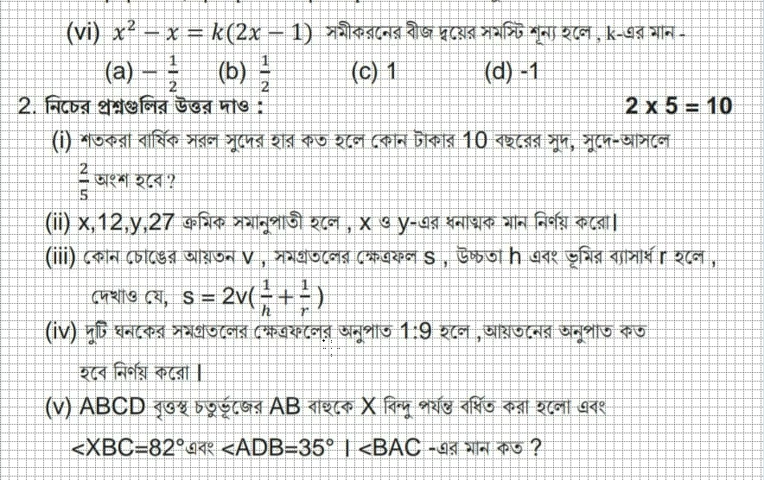 (vi) x² − x = k(2x − 1) সমীকরনের বীজ দ্বয়ের সমস্টি শূন্য হলে , k-এর মান -
(a) − 1/2 (b) 1/2 (c) 1 (d) -1
2. নিচের প্রশ্নগুলির উত্তর দাও : 2 x 5 = 10
(i) শতকরা বার্ষিক সরল সুদের হার কত হলে কোন টাকার 10 বছরের সুদ, সুদে-আসলে
2/5 অংশ হবে ?
(ii) x,12,y,27 ক্রমিক সমানুপাতী হলে , x ও y-এর ধনাত্মক মান নির্ণয় করো|
(iii) কোন চোঙের আয়তন v , সমগ্রতলের ক্ষেত্রফল s , উচ্চতা h এবং ভূমির ব্যাসার্ধ r হলে ,
দেখাও যে, s = 2v( 1/h + 1/r )
(iv) দুটি ঘনকের সমগ্রতলের ক্ষেত্রফলের অনুপাত 1:9 হলে ,আয়তনের অনুপাত কত
হবে নির্ণয় করো |
(v) ABCD বৃত্তস্থ চতুর্ভূজের AB বাহুকে X বিন্দু পর্যন্ত বর্ধিত করা হলো এবং
<XBC=82°এবং <ADB=35° | <BAC -এর মান কত ?